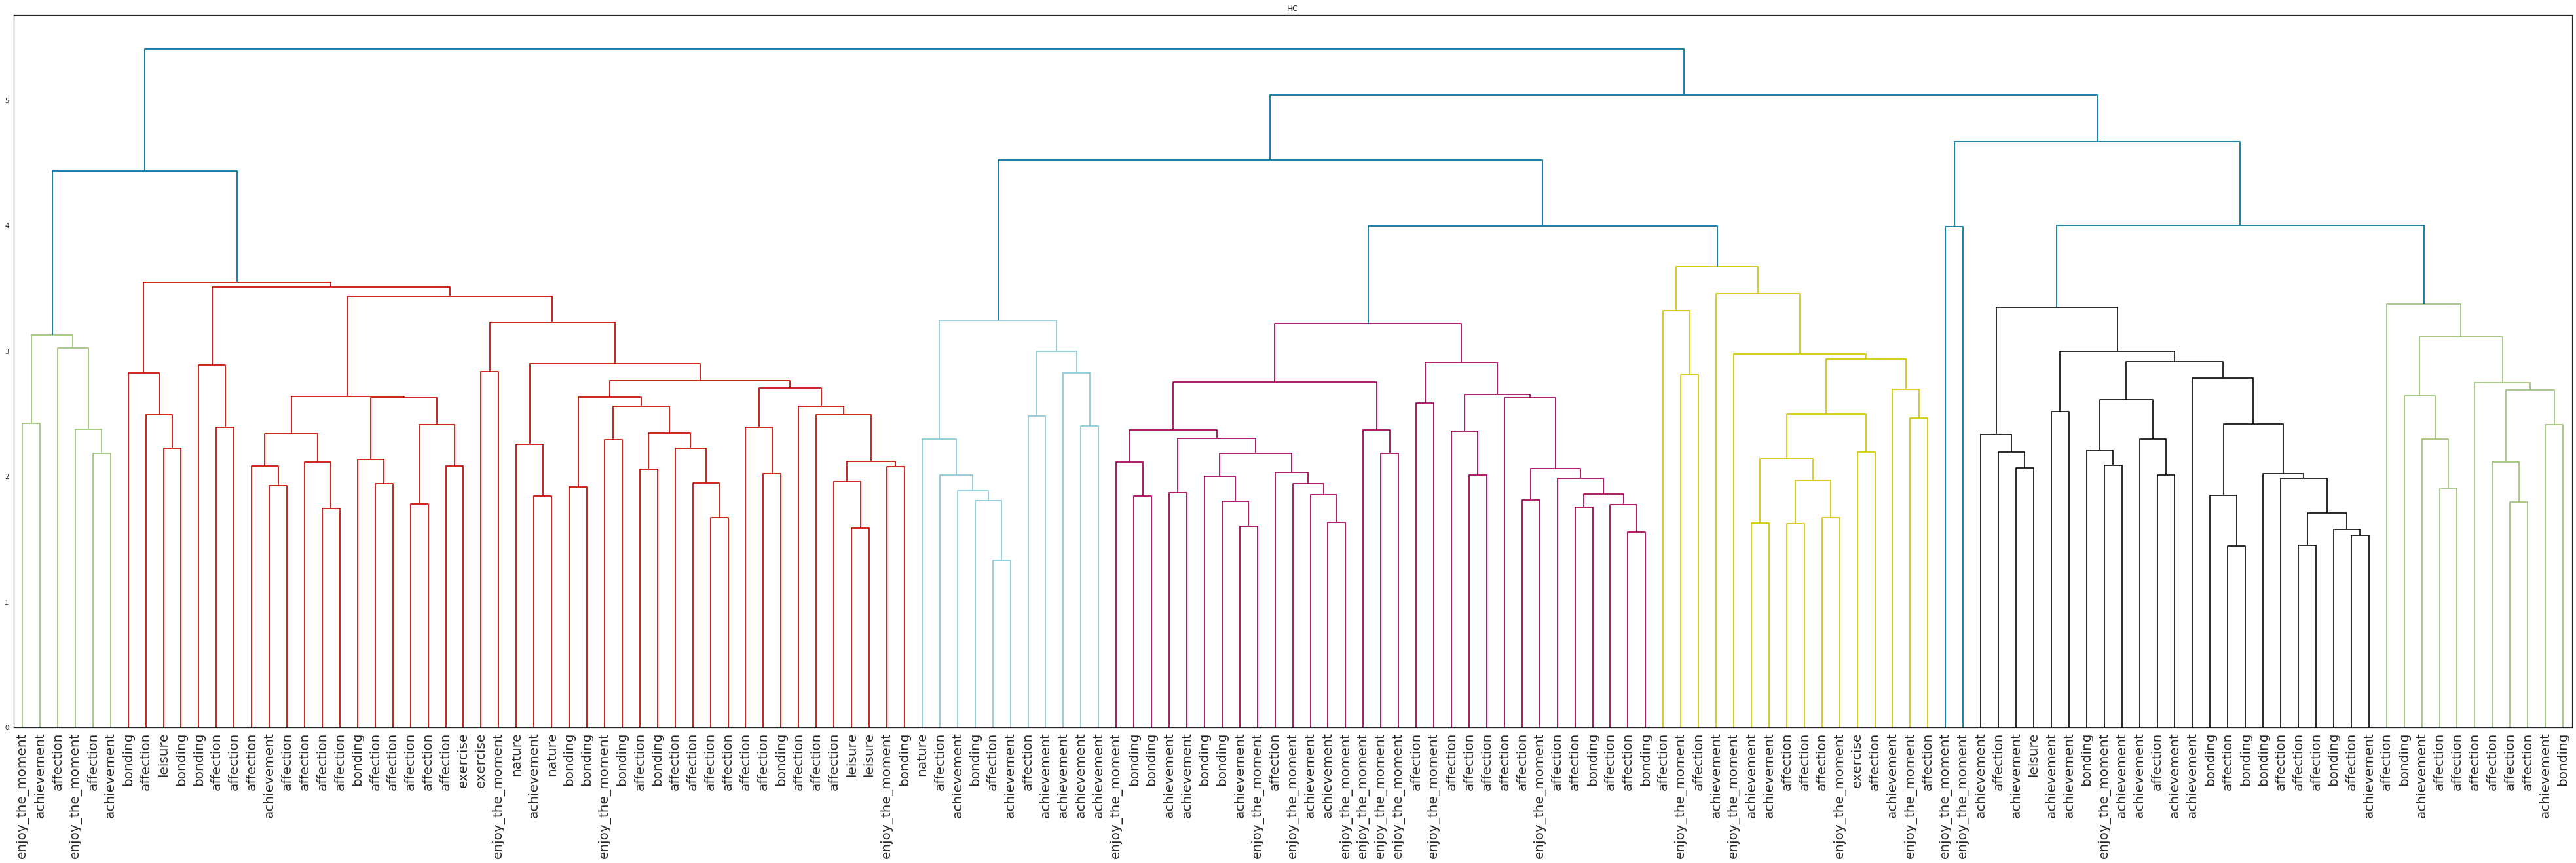 HC
5
4
3
2
1
0
enjoy_the_moment
achievement
affection
enjoy_the_moment
affection
achievement
bonding
affection
leisure
bonding
bonding
affection
affection
affection
achievement
affection
affection
affection
affection
bonding
affection
affection
affection
affection
affection
exercise
exercise
enjoy_the_moment
nature
achievement
nature
bonding
bonding
enjoy_the_moment
bonding
affection
bonding
affection
affection
affection
affection
affection
affection
bonding
affection
affection
affection
leisure
leisure
enjoy_the_moment
bonding
nature
affection
achievement
bonding
affection
achievement
affection
achievement
achievement
achievement
achievement
enjoy_the_moment
bonding
bonding
achievement
achievement
bonding
bonding
achievement
enjoy_the_moment
affection
enjoy_the_moment
achievement
achievement
enjoy_the_moment
enjoy_the_moment
enjoy_the_moment
enjoy_the_moment
affection
enjoy_the_moment
affection
affection
affection
affection
affection
enjoy_the_moment
affection
affection
bonding
affection
affection
bonding
affection
enjoy_the_moment
affection
achievement
enjoy_the_moment
achievement
achievement
affection
affection
affection
enjoy_the_moment
exercise
affection
achievement
enjoy_the_moment
affection
enjoy_the_moment
enjoy_the_moment
achievement
affection
achievement
leisure
achievement
achievement
bonding
enjoy_the_moment
achievement
achievement
affection
achievement
achievement
bonding
affection
bonding
bonding
affection
affection
affection
bonding
affection
achievement
affection
bonding
achievement
affection
affection
affection
affection
affection
affection
achievement
bonding